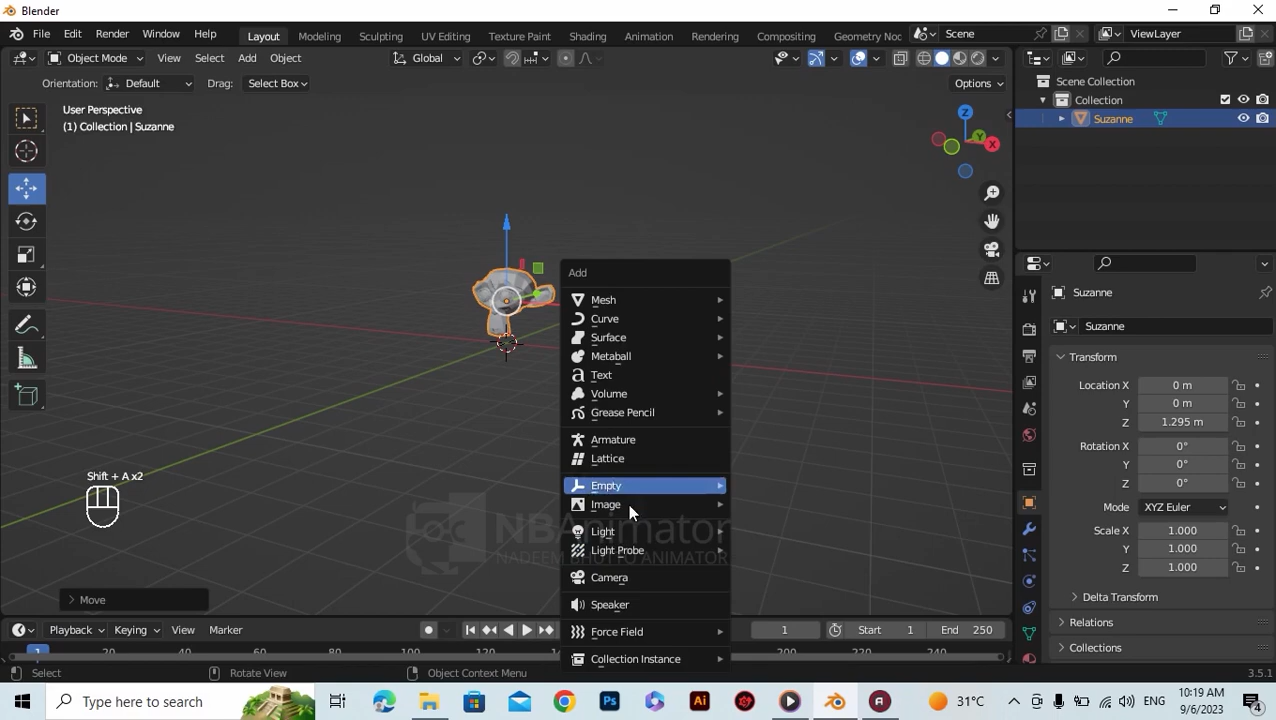 Blender
File Edit Render Window Help
Layout Modeling Sculpting UV Editing Texture Paint Shading Animation Rendering Compositing Geometry Noc
Scene
ViewLayer
Object Mode View Select Add Object
Global
Orientation: Default Drag: Select Box
Options
User Perspective
(1) Collection | Suzanne
Z
Y
X
Scene Collection
Collection
Suzanne
Add
Mesh
Curve
Surface
Metaball
Text
Volume
Grease Pencil
Armature
Lattice
Empty
Image
Light
Light Probe
Camera
Speaker
Force Field
Collection Instance
Shift + A x2
NBAnimator
NADEEM BHUTTO ANIMATOR
Move
Suzanne
Suzanne
Transform
Location X 0 m
Y 0 m
Z 1.295 m
Rotation X 0°
Y 0°
Z 0°
Mode XYZ Euler
Scale X 1.000
Y 1.000
Z 1.000
Delta Transform
Relations
Collections
Playback Keying View Marker
1 Start 1 End 250
1 20 40 60 80 100 120 200 220 240
Select Rotate View Object Context Menu
3.5.1
Type here to search
31°C
ENG
10:19 AM
9/6/2023
4